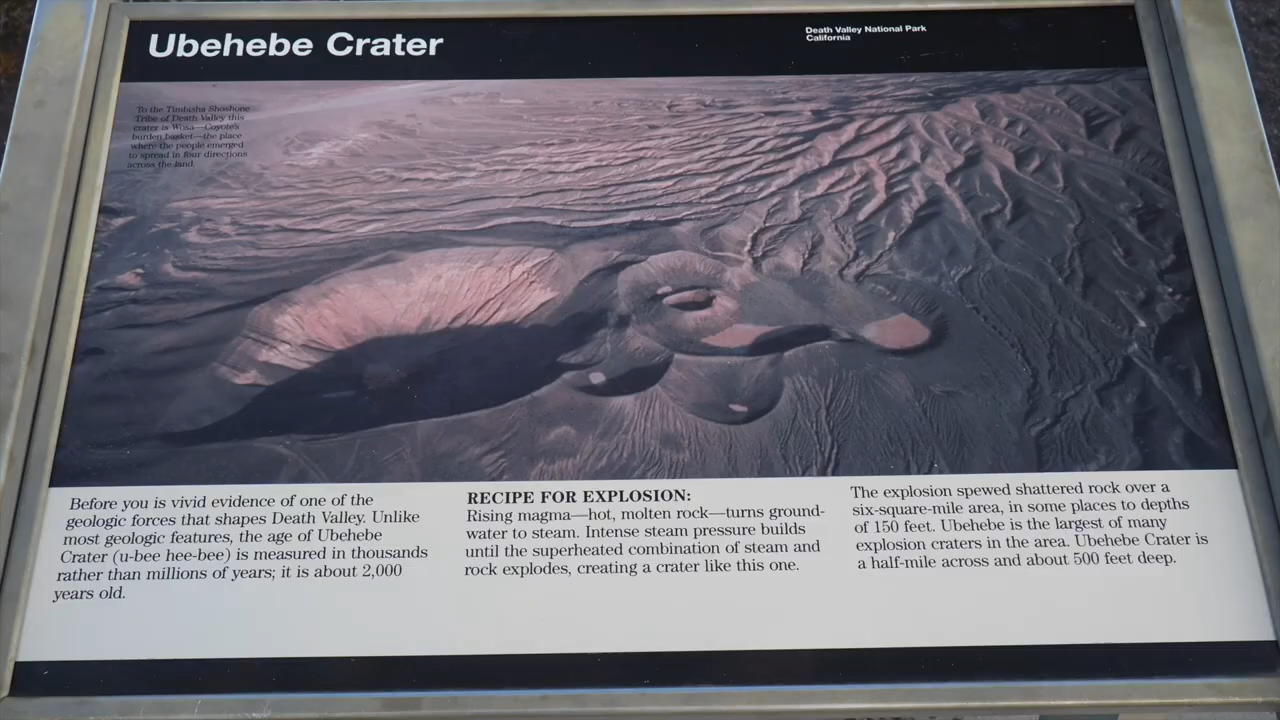 Ubehebe Crater
Death Valley National Park
California
To the Timbisha Shoshone
Tribe of Death Valley this
crater is Wosa—Coyote's
burden basket—the place
where the people emerged
to spread in four directions
across the land.
Before you is vivid evidence of one of the
geologic forces that shapes Death Valley. Unlike
most geologic features, the age of Ubehebe
Crater (u-bee hee-bee) is measured in thousands
rather than millions of years; it is about 2,000
years old.
RECIPE FOR EXPLOSION:
Rising magma—hot, molten rock—turns ground-
water to steam. Intense steam pressure builds
until the superheated combination of steam and
rock explodes, creating a crater like this one.
The explosion spewed shattered rock over a
six-square-mile area, in some places to depths
of 150 feet. Ubehebe is the largest of many
explosion craters in the area. Ubehebe Crater is
a half-mile across and about 500 feet deep.